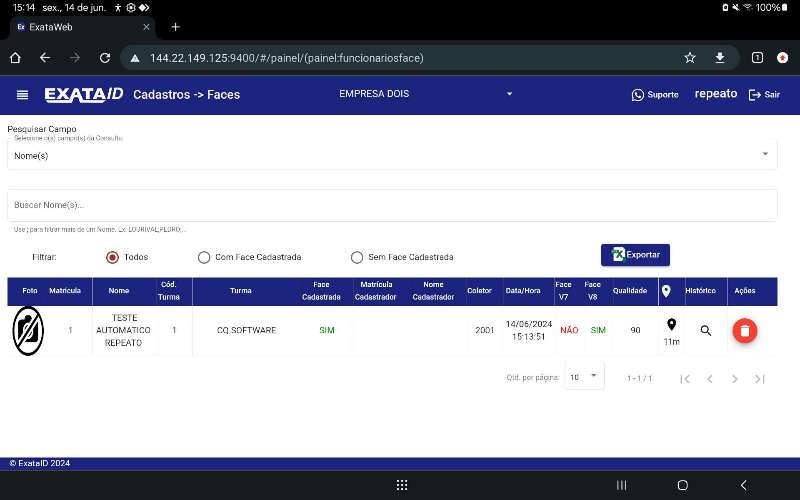 15:14 sex., 14 de jun.
100%
Ex ExataWeb
144.22.149.125:9400/#/painel/(painel:funcionariosface)
1
EXATA ID Cadastros -> Faces EMPRESA DOIS Suporte repeato Sair
Pesquisar Campo
Selecione o(s) campo(s) da Consulta
Nome(s)
Buscar Nome(s)...
Use ; para filtrar mais de um Nome. Ex: LOURIVAL;PEDRO;...
Filtrar: Todos Com Face Cadastrada Sem Face Cadastrada Exportar
Foto Matrícula Nome Cód. Turma Turma Face Cadastrada Matrícula Cadastrador Nome Cadastrador Coletor Data/Hora Face V7 Face V8 Qualidade Histórico Ações
1 TESTE AUTOMATICO REPEATO 1 CQ SOFTWARE SIM 2001 14/06/2024 15:13:51 NÃO SIM 90 11m
Qtd. por página: 10 1 - 1 / 1
© ExataID 2024